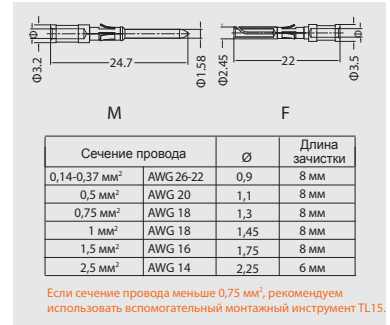 Φ3.2
24.7
Φ1.58
Φ2.45
22
Φ3.5
M
F
Сечение провода Ø Длина зачистки
0,14-0,37 мм² AWG 26-22 0,9 8 мм
0,5 мм² AWG 20 1,1 8 мм
0,75 мм² AWG 18 1,3 8 мм
1 мм² AWG 18 1,45 8 мм
1,5 мм² AWG 16 1,75 8 мм
2,5 мм² AWG 14 2,25 6 мм
Если сечение провода меньше 0,75 мм², рекомендуем
использовать вспомогательный монтажный инструмент TL15.